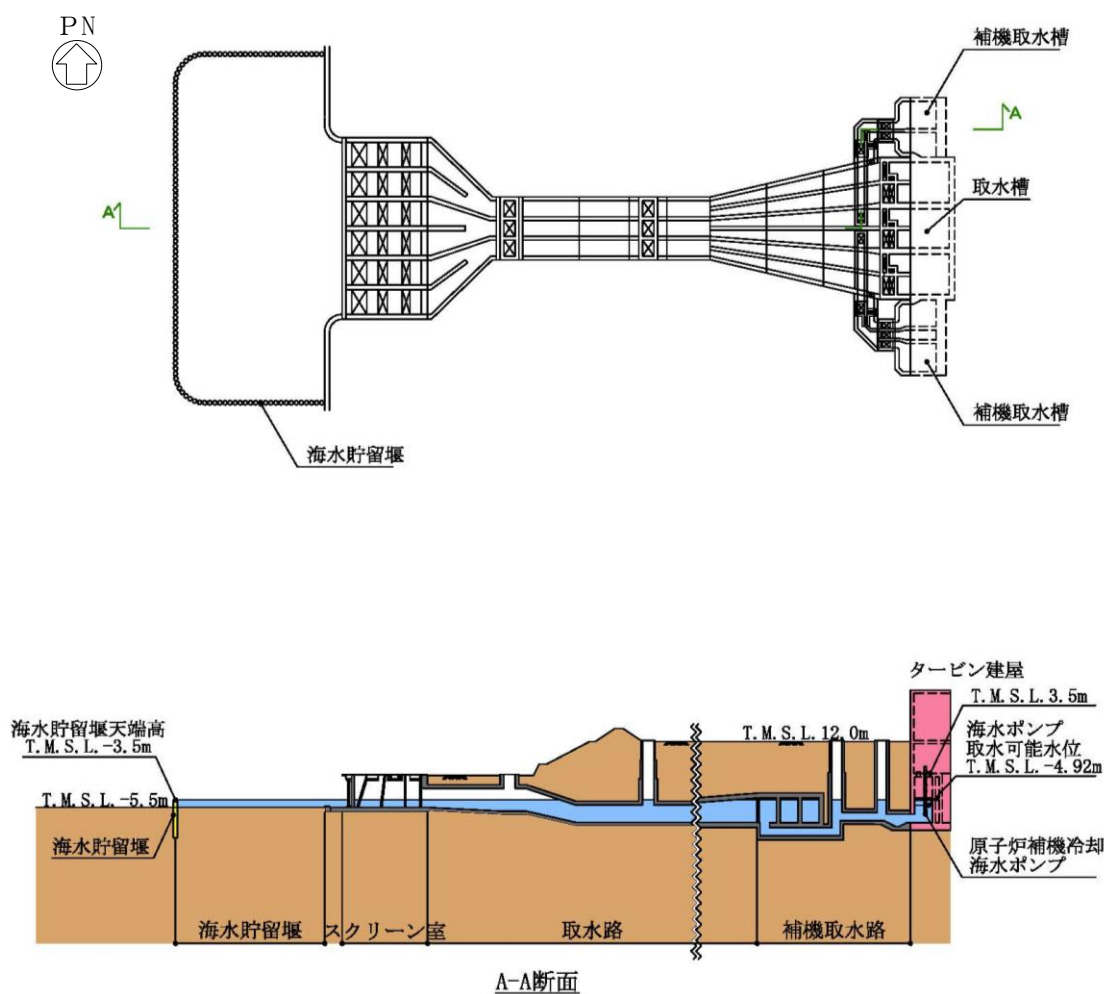 PN
補機取水槽
A
取水槽
A
補機取水槽
海水貯留堰
タービン建屋
T.M.S.L.3.5m
海水貯留堰天端高
T.M.S.L.-3.5m
T.M.S.L.12.0m
海水ポンプ
取水可能水位
T.M.S.L.-4.92m
T.M.S.L.-5.5m
海水貯留堰
原子炉補機冷却
海水ポンプ
海水貯留堰
スクリーン室
取水路
補機取水路
A-A断面